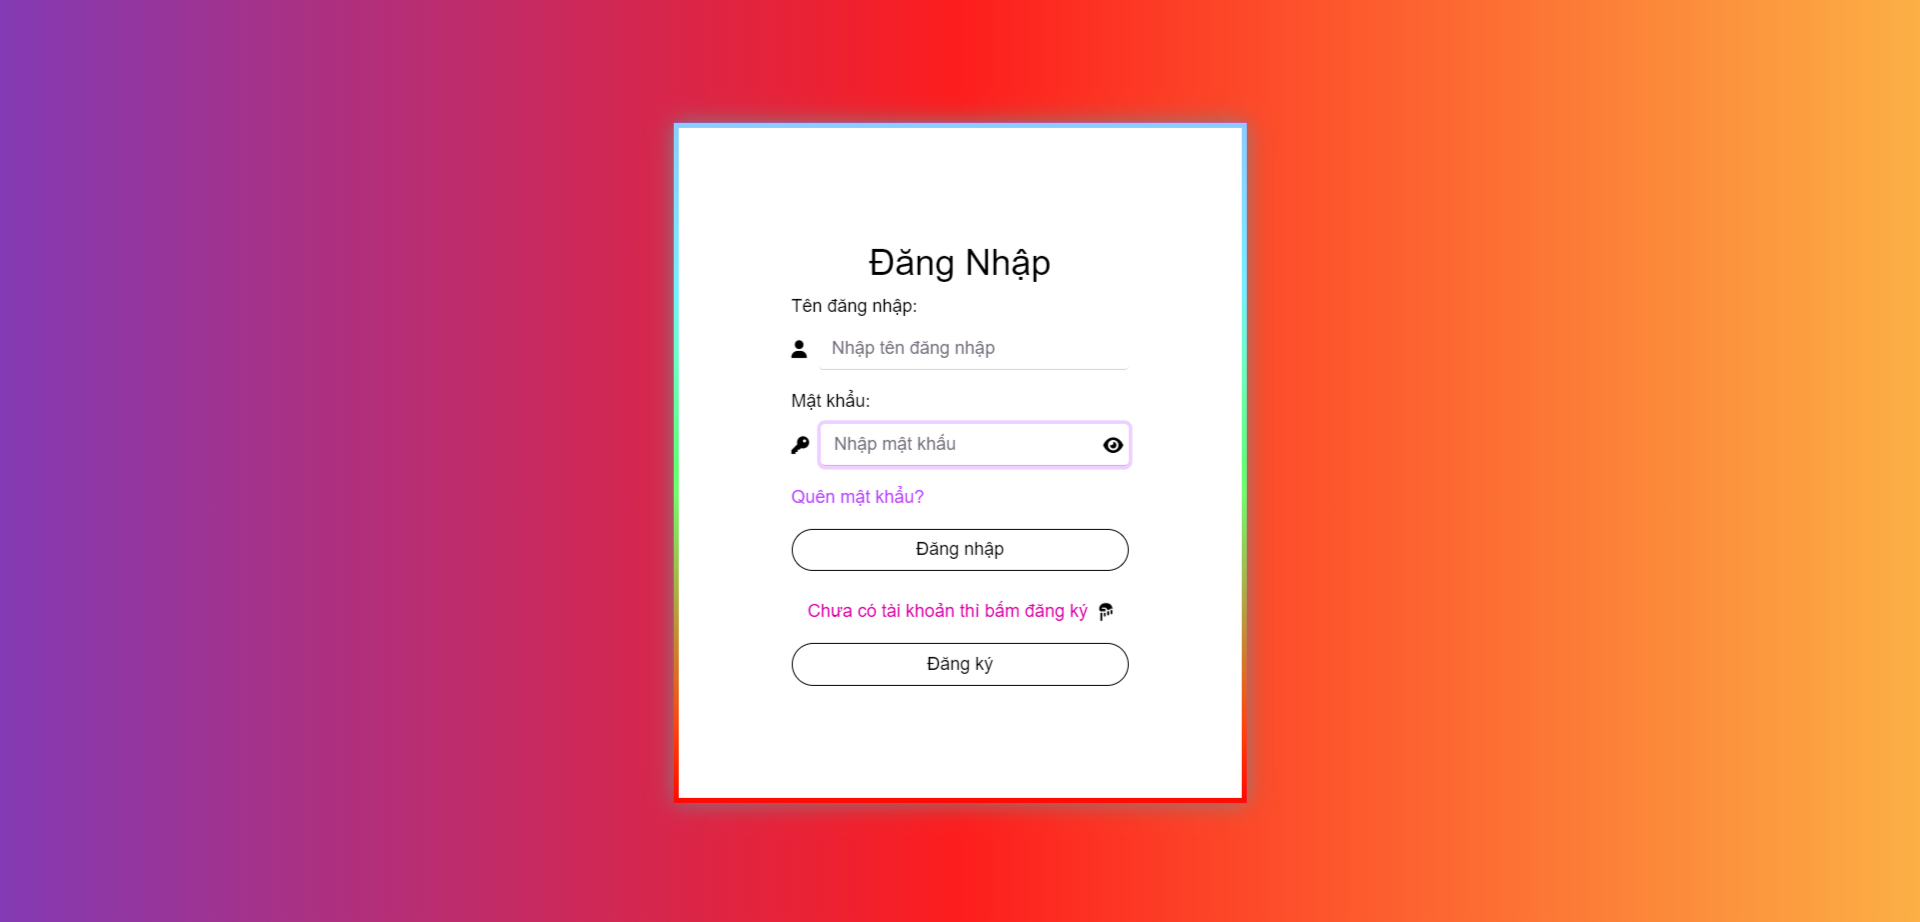 Đăng Nhập
Tên đăng nhập:
Nhập tên đăng nhập
Mật khẩu:
Nhập mật khẩu
Quên mật khẩu?
Đăng nhập
Chưa có tài khoản thì bấm đăng ký
Đăng ký